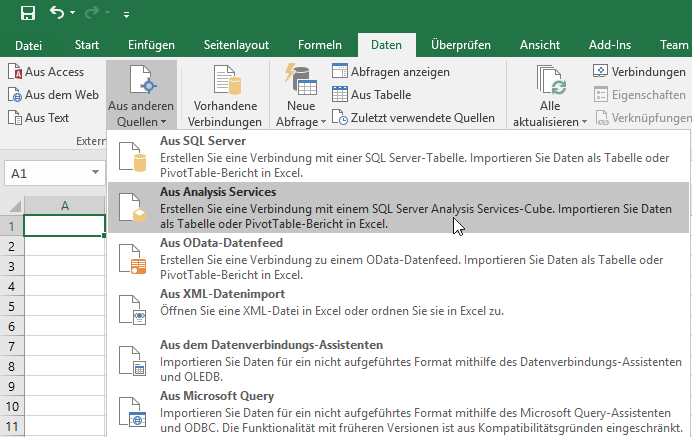 Datei Start Einfügen Seitenlayout Formeln Daten Überprüfen Ansicht Add-Ins Team
Aus Access
Aus dem Web
Aus Text
Aus anderen
Quellen
Vorhandene
Verbindungen
Neue
Abfrage
Abfragen anzeigen
Aus Tabelle
Zuletzt verwendete Quellen
Alle
aktualisieren
Verbindungen
Eigenschaften
Verknüpfungen
Extern
A1
A
1
2
3
4
5
6
7
8
9
10
11
Aus SQL Server
Erstellen Sie eine Verbindung mit einer SQL Server-Tabelle. Importieren Sie Daten als Tabelle oder
PivotTable-Bericht in Excel.
Aus Analysis Services
Erstellen Sie eine Verbindung mit einem SQL Server Analysis Services-Cube. Importieren Sie Daten
als Tabelle oder PivotTable-Bericht in Excel.
Aus OData-Datenfeed
Erstellen Sie eine Verbindung zu einem OData-Datenfeed. Importieren Sie Daten als Tabelle oder
PivotTable-Bericht in Excel.
Aus XML-Datenimport
Öffnen Sie eine XML-Datei in Excel oder ordnen Sie sie in Excel zu.
Aus dem Datenverbindungs-Assistenten
Importieren Sie Daten für ein nicht aufgeführtes Format mithilfe des Datenverbindungs-Assistenten
und OLEDB.
Aus Microsoft Query
Importieren Sie Daten für ein nicht aufgeführtes Format mithilfe des Microsoft Query-Assistenten
und ODBC. Die Funktionalität mit früheren Versionen ist aus Kompatibilitätsgründen eingeschränkt.